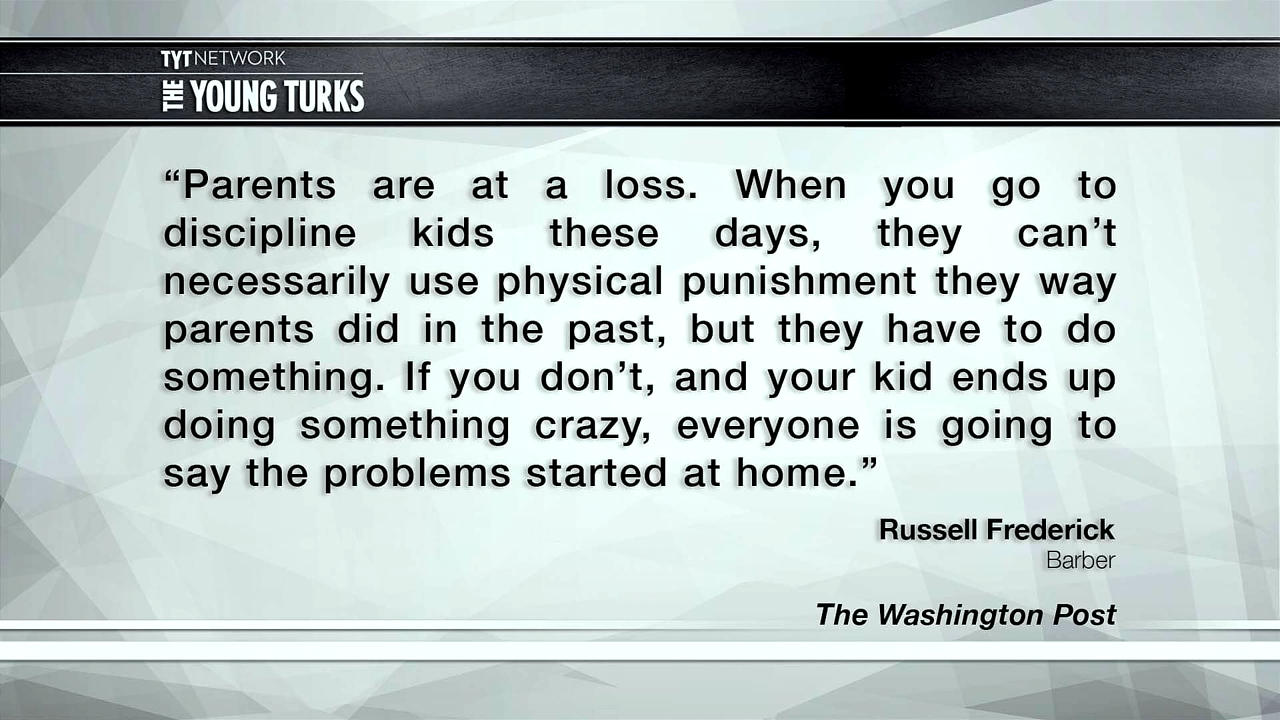 TYT NETWORK
THE YOUNG TURKS
“Parents are at a loss. When you go to
discipline kids these days, they can’t
necessarily use physical punishment they way
parents did in the past, but they have to do
something. If you don’t, and your kid ends up
doing something crazy, everyone is going to
say the problems started at home.”
Russell Frederick
Barber
The Washington Post